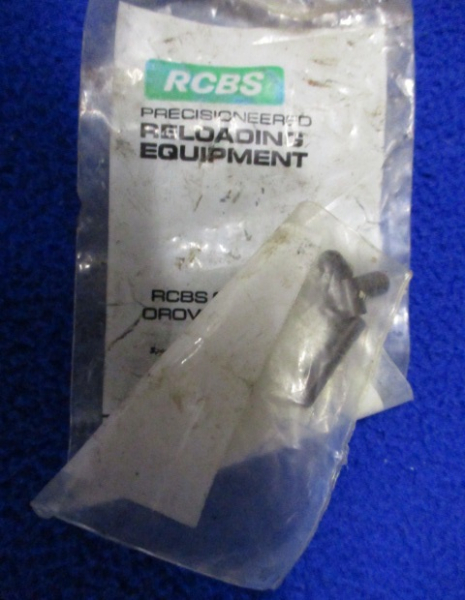 RCBS
PRECISIONEERED
RELOADING
EQUIPMENT
RCBS
OROV